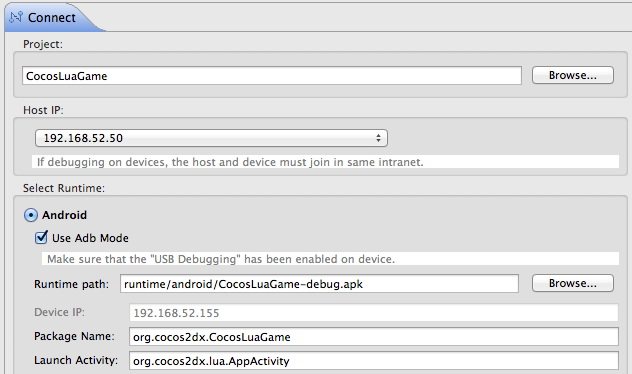 Connect
Project:
CocosLuaGame
Browse...
Host IP:
192.168.52.50
If debugging on devices, the host and device must join in same intranet.
Select Runtime:
Android
Use Adb Mode
Make sure that the "USB Debugging" has been enabled on device.
Runtime path: runtime/android/CocosLuaGame-debug.apk Browse...
Device IP: 192.168.52.155
Package Name: org.cocos2dx.CocosLuaGame
Launch Activity: org.cocos2dx.lua.AppActivity